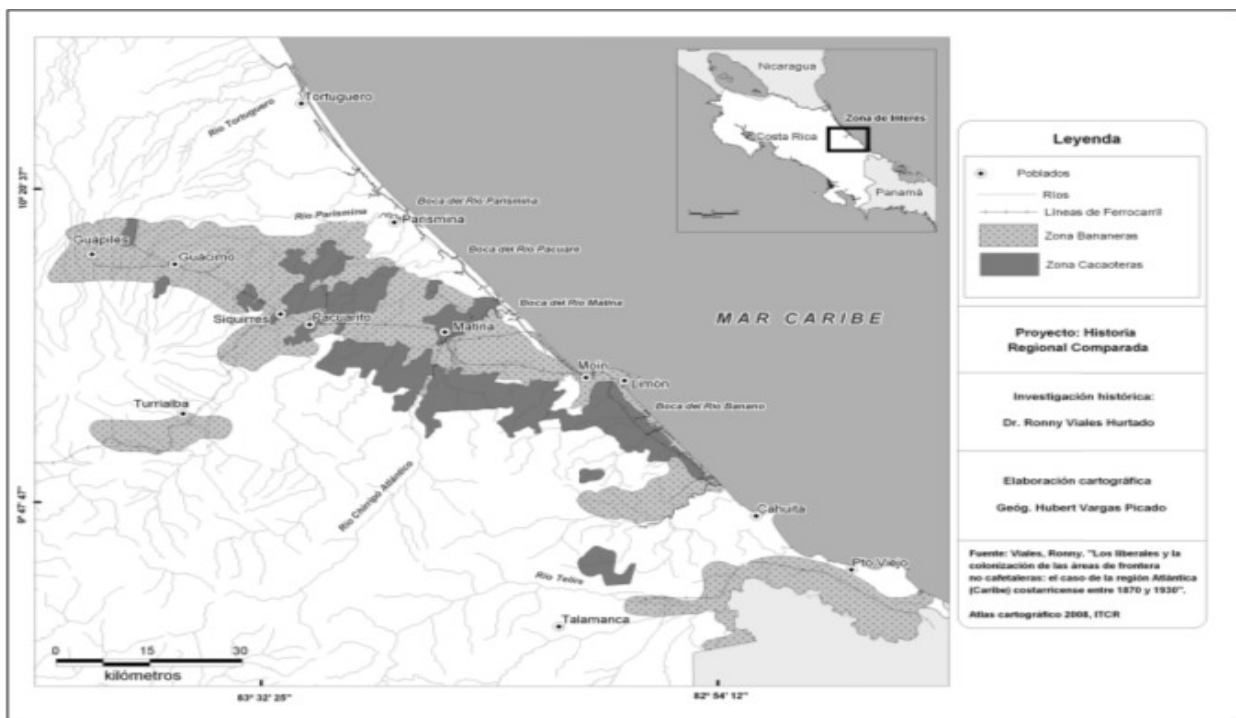 Nicaragua
Zona de Interés
Costa Rica
Panamá
Tortuguero
Río Tortuguero
10° 20' 37"
Boca del Río Parismina
Río Parismina
Parismina
Guápiles
Guácimo
Boca del Río Pacuare
Boca del Río Matina
Siquirres
Pacuarito
Matina
MAR CARIBE
Moín
Limón
Boca del Río Banano
Turrialba
Río Chirripó Atlántico
9° 47' 47"
Cahuita
Pto Viejo
Río Telire
Talamanca
0 15 30
kilómetros
83° 32' 25"
82° 54' 12"
Leyenda
Poblados
Ríos
Líneas de Ferrocarril
Zona Bananeras
Zona Cacaoteras
Proyecto: Historia
Regional Comparada
Investigación histórica:
Dr. Ronny Viales Hurtado
Elaboración cartográfica
Geóg. Hubert Vargas Picado
Fuente: Viales, Ronny. "Los liberales y la
colonización de las áreas de frontera
no cafetaleras: el caso de la región Atlántica
(Caribe) costarricense entre 1870 y 1930".
Atlas cartográfico 2008, ITCR